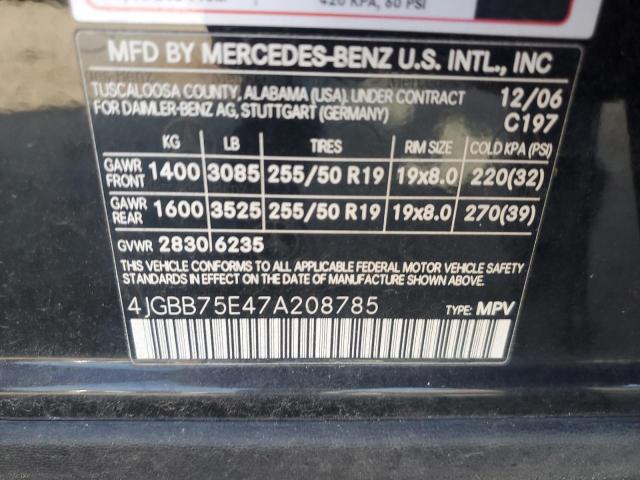 420 KPA, 60 PSI
MFD BY MERCEDES-BENZ U.S. INTL., INC
TUSCALOOSA COUNTY, ALABAMA (USA). UNDER CONTRACT 12/06
FOR DAIMLER-BENZ AG, STUTTGART (GERMANY) C197
KG LB TIRES RIM SIZE COLD KPA (PSI)
GAWR FRONT 1400 3085 255/50 R19 19x8.0 220(32)
GAWR REAR 1600 3525 255/50 R19 19x8.0 270(39)
GVWR 2830 6235
THIS VEHICLE CONFORMS TO ALL APPLICABLE FEDERAL MOTOR VEHICLE SAFETY
STANDARDS IN EFFECT ON THE DATE OF MANUFACTURE SHOWN ABOVE.
4JGBB75E47A208785 TYPE: MPV